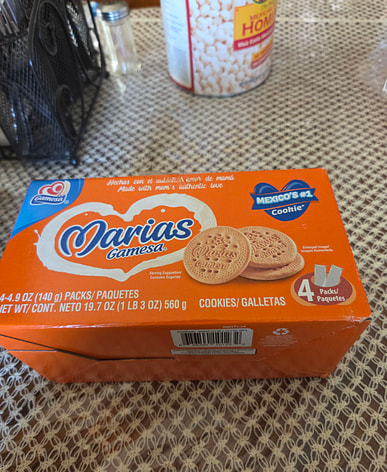 HOM
Hechas con el auténtico amor de mamá
Made with mom's authentic love.
Gamesa
MEXICO'S #1
Cookie*
Marias
Gamesa
Serving Suggestion
4-4.9 OZ (140 g) PACKS/ PAQUETES
NET WT/ CONT. NETO 19.7 OZ (1 LB 3 OZ) 560 g
COOKIES/ GALLETAS
4 Packs/
Paquetes